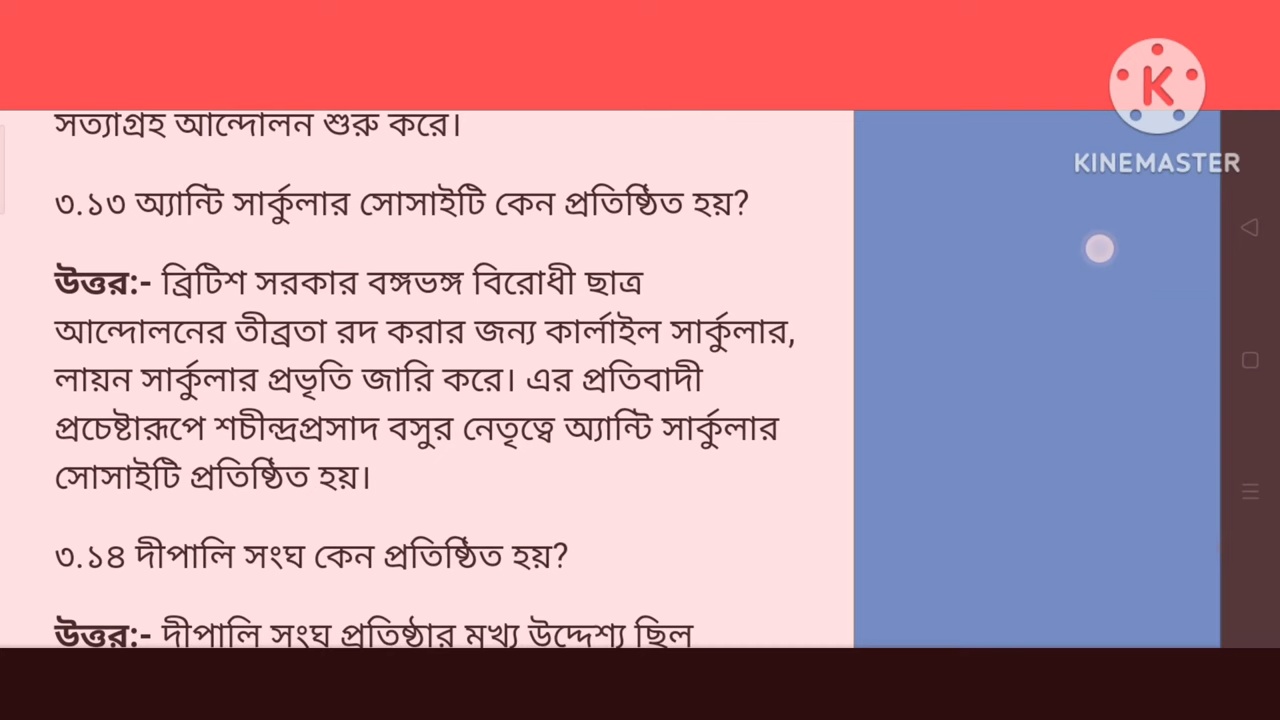 সত্যাগ্রহ আন্দোলন শুরু করে।
KINEMASTER
৩.১৩ অ্যান্টি সার্কুলার সোসাইটি কেন প্রতিষ্ঠিত হয়?
উত্তর:- ব্রিটিশ সরকার বঙ্গভঙ্গ বিরোধী ছাত্র
আন্দোলনের তীব্রতা রদ করার জন্য কার্লাইল সার্কুলার,
লায়ন সার্কুলার প্রভৃতি জারি করে। এর প্রতিবাদী
প্রচেষ্টারূপে শচীন্দ্রপ্রসাদ বসুর নেতৃত্বে অ্যান্টি সার্কুলার
সোসাইটি প্রতিষ্ঠিত হয়।
৩.১৪ দীপালি সংঘ কেন প্রতিষ্ঠিত হয়?
উত্তর:- দীপালি সংঘ প্রতিষ্ঠার মুখ্য উদ্দেশ্য ছিল